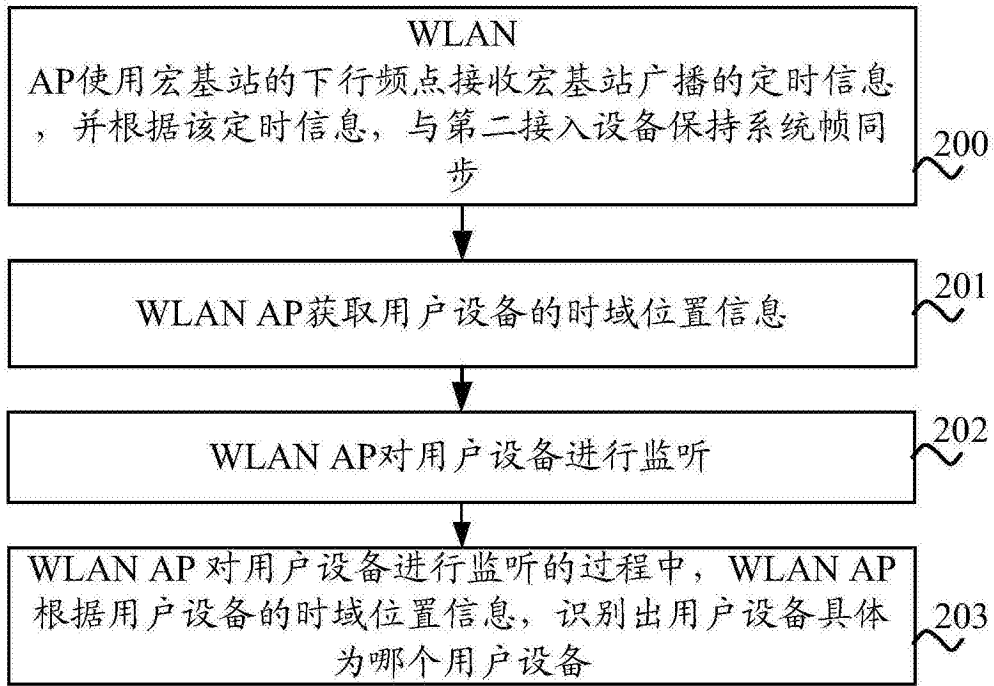 WLAN
AP使用宏基站的下行频点接收宏基站广播的定时信息
，并根据该定时信息，与第二接入设备保持系统帧同
步
200
WLAN AP获取用户设备的时域位置信息
201
WLAN AP对用户设备进行监听
202
WLAN AP 对用户设备进行监听的过程中，WLAN AP
根据用户设备的时域位置信息，识别出用户设备具体
为哪个用户设备
203